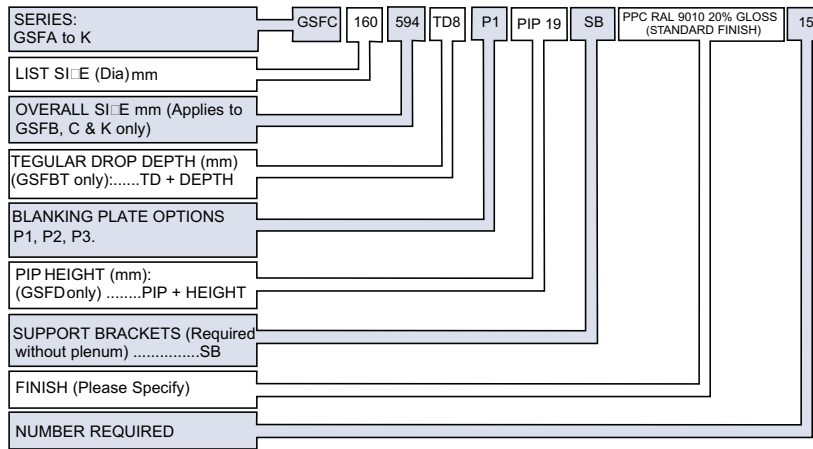 SERIES:
GSFA to K
GSFC 160 594 TD8 P1 PIP 19 SB PPC RAL 9010 20% GLOSS
(STANDARD FINISH) 15
LIST SI□E (Dia)mm
OVERALL SI□E mm (Applies to
GSFB, C & K only)
TEGULAR DROP DEPTH (mm)
(GSFBT only):......TD + DEPTH
BLANKING PLATE OPTIONS
P1, P2, P3.
PIP HEIGHT (mm):
(GSFD only) ........PIP + HEIGHT
SUPPORT BRACKETS (Required
without plenum) ...............SB
FINISH (Please Specify)
NUMBER REQUIRED